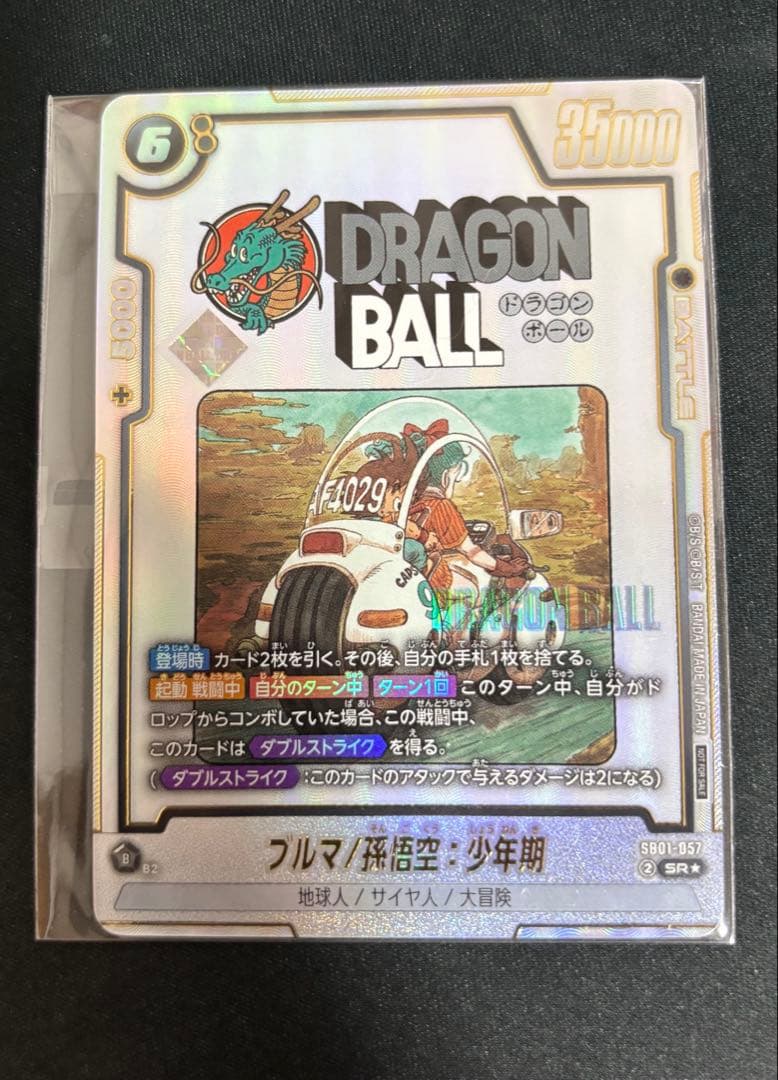 6
8
35000
DRAGON
BALL
ドラゴン
ボール
+5000
BATTLE
AF4029
CAPS
9
DRAGON BALL
©B/S ©B/S・T BANDAI MADE IN JAPAN
NOT FOR SALE
登場時 カード2枚を引く。その後、自分の手札1枚を捨てる。
起動 戦闘中 自分のターン中 ターン1回 このターン中、自分がド
ロップからコンボしていた場合、この戦闘中、
このカードは ダブルストライク を得る。
( ダブルストライク :このカードのアタックで与えるダメージは2になる)
SB01-057
ブルマ/孫悟空:少年期
8 B2
② SR★
地球人 / サイヤ人 / 大冒険